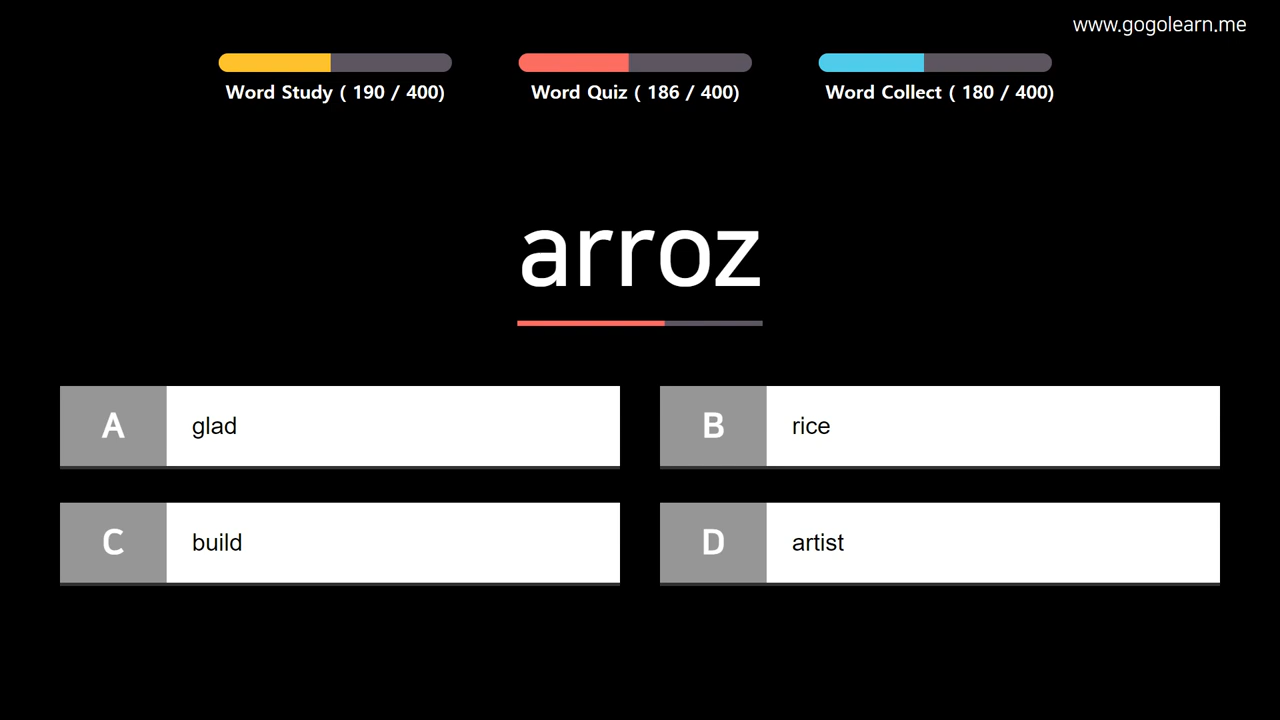 www.gogolearn.me
Word Study ( 190 / 400)
Word Quiz ( 186 / 400)
Word Collect ( 180 / 400)
arroz
A glad
B rice
C build
D artist